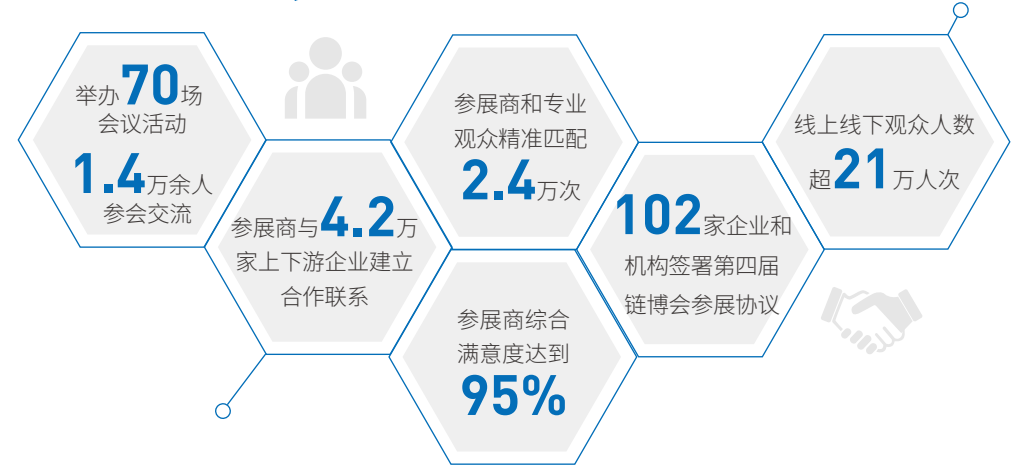 举办70场
会议活动
1.4万余人
参会交流
参展商与4.2万
家上下游企业建立
合作联系
参展商和专业
观众精准匹配
2.4万次
参展商综合
满意度达到
95%
102家企业和
机构签署第四届
链博会参展协议
线上线下观众人数
超21万人次